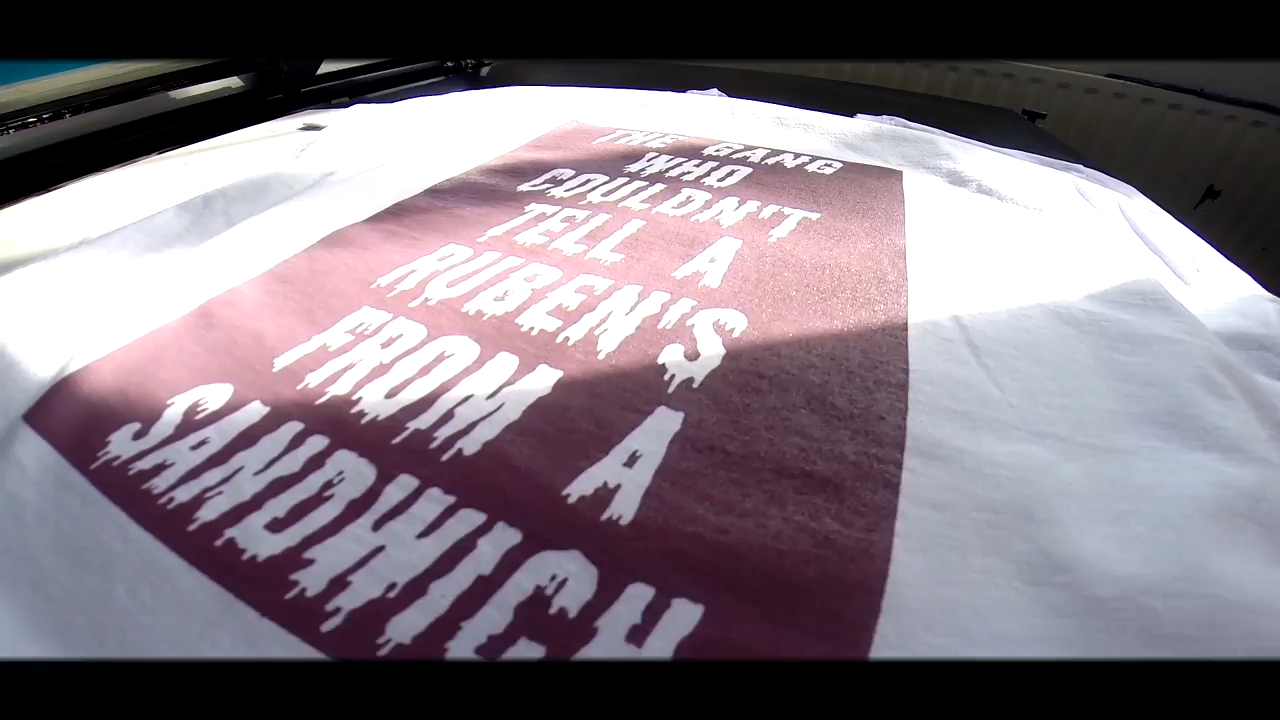 THE GANG
WHO
COULDN'T
TELL A
RUBEN'S
FROM A
SANDWICH